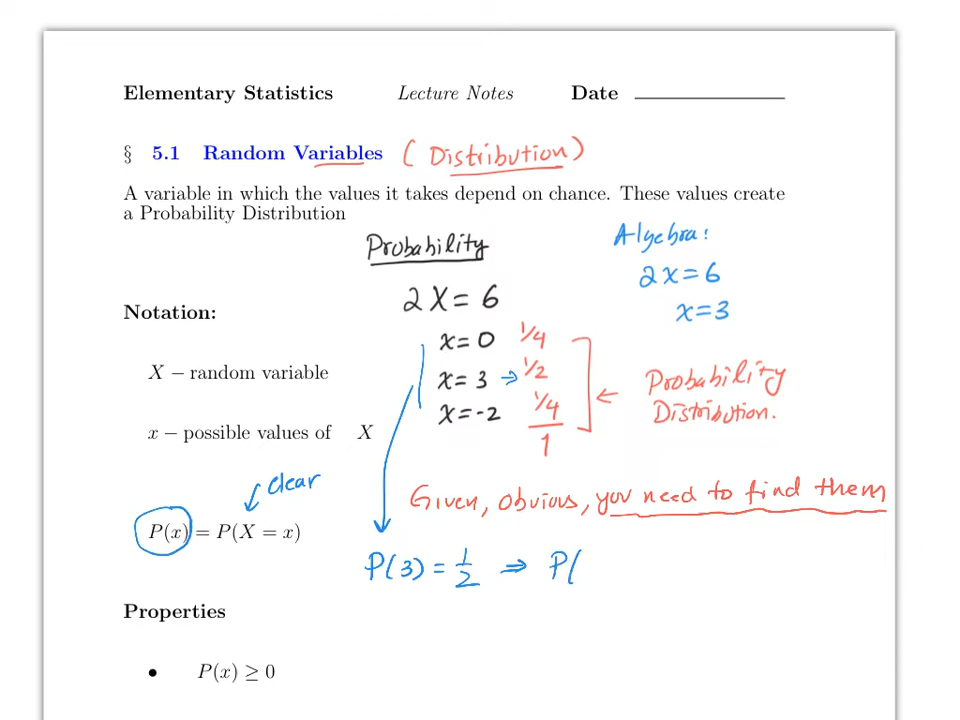 Elementary Statistics Lecture Notes Date
§ 5.1 Random Variables (Distribution)
A variable in which the values it takes depend on chance. These values create
a Probability Distribution
Probability
Algebra:
2X = 6
2x = 6
x = 3
Notation:
x = 0 1/4
X – random variable
x = 3 ⇒ 1/2
x = -2 1/4
1
← Probability
Distribution.
x – possible values of X
Clear
Given, obvious, you need to find them
P(x) = P(X = x)
P(3) = 1/2 ⇒ P(
Properties
• P(x) ≥ 0